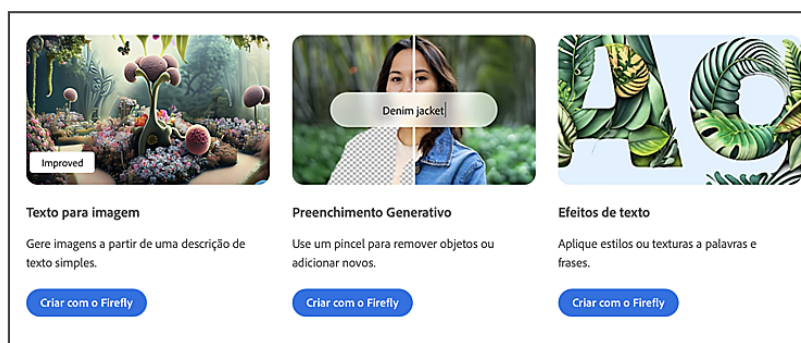 Improved
Denim jacket
Ag
Texto para imagem
Gere imagens a partir de uma descrição de
texto simples.
Criar com o Firefly
Preenchimento Generativo
Use um pincel para remover objetos ou
adicionar novos.
Criar com o Firefly
Efeitos de texto
Aplique estilos ou texturas a palavras e
frases.
Criar com o Firefly